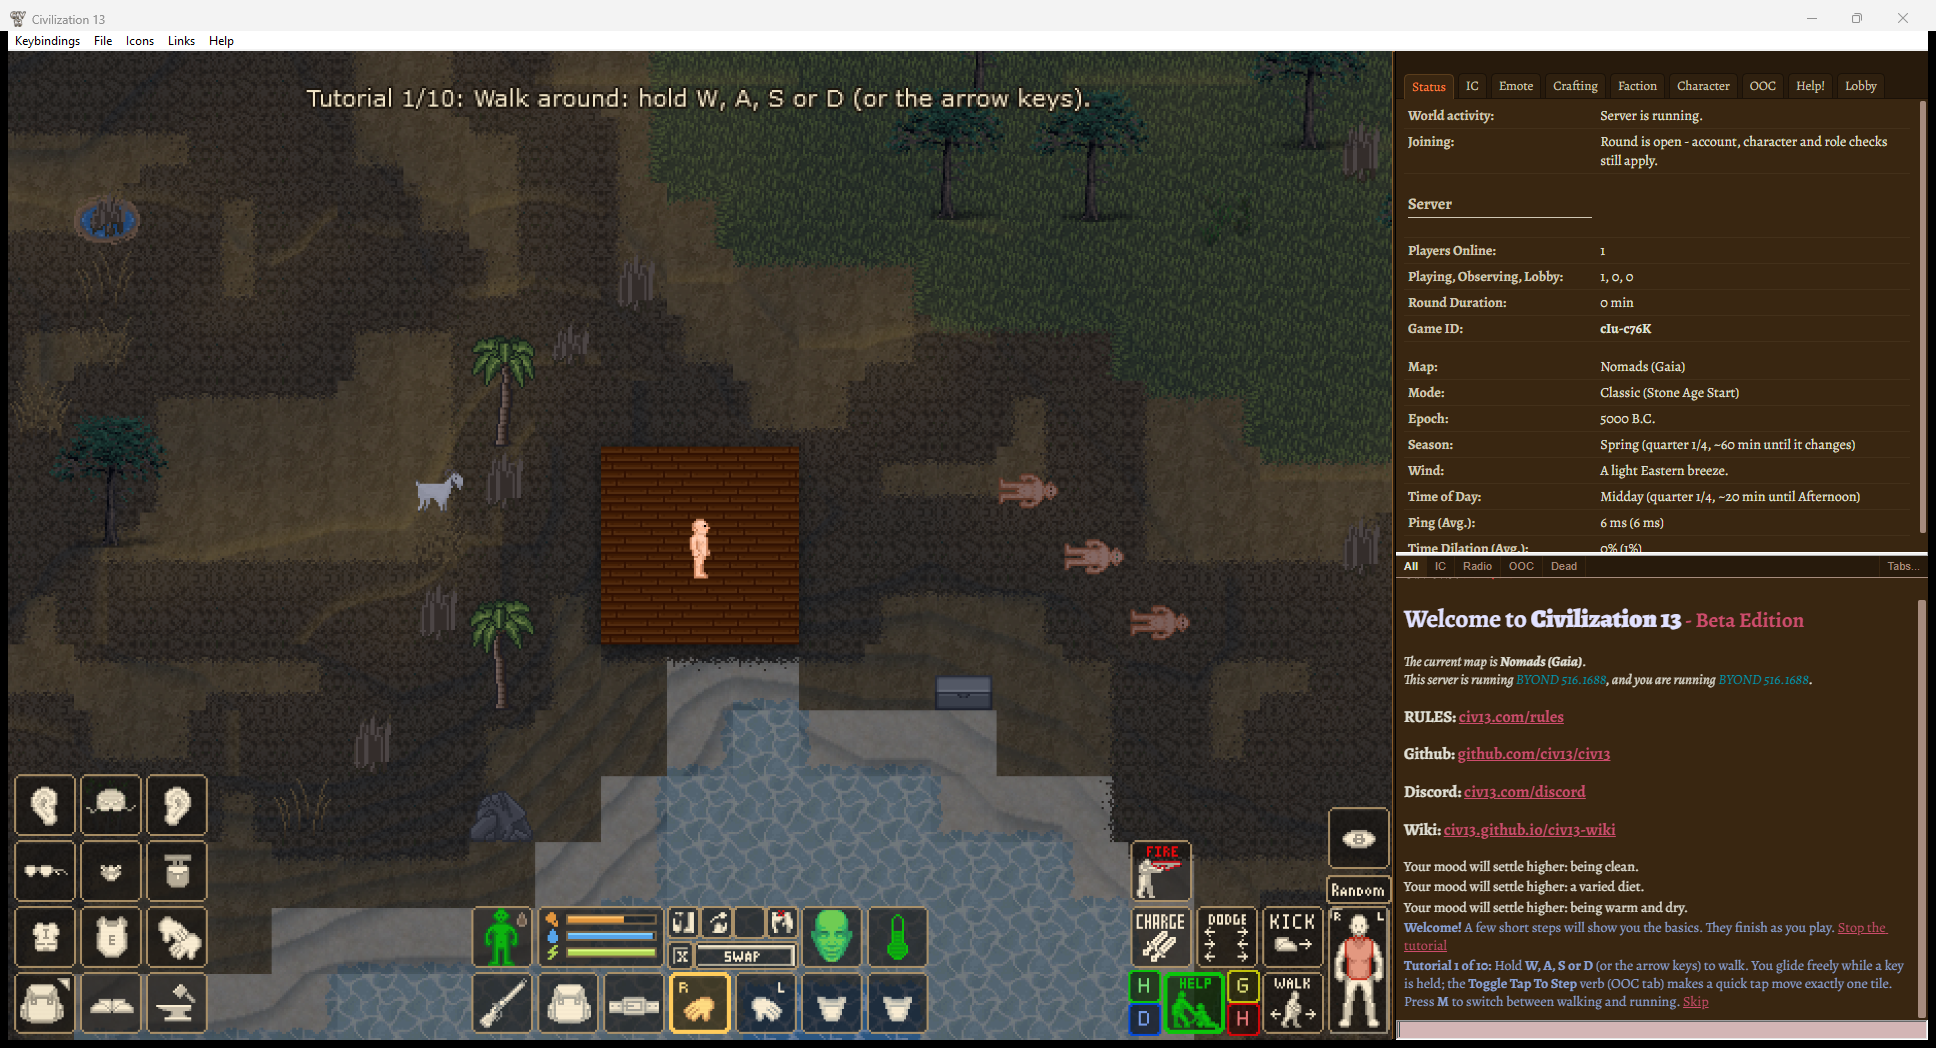 Civilization 13
Keybindings File Icons Links Help
Tutorial 1/10: Walk around: hold W, A, S or D (or the arrow keys).
Status IC Emote Crafting Faction Character OOC Help! Lobby
World activity: Server is running.
Joining: Round is open - account, character and role checks
still apply.
Server
Players Online: 1
Playing, Observing, Lobby: 1, 0, 0
Round Duration: 0 min
Game ID: cIu-c76K
Map: Nomads (Gaia)
Mode: Classic (Stone Age Start)
Epoch: 5000 B.C.
Season: Spring (quarter 1/4, ~60 min until it changes)
Wind: A light Eastern breeze.
Time of Day: Midday (quarter 1/4, ~20 min until Afternoon)
Ping (Avg.): 6 ms (6 ms)
Time Dilation (Avg.): 0% (1%)
All IC Radio OOC Dead Tabs...
Welcome to Civilization 13 - Beta Edition
The current map is Nomads (Gaia).
This server is running BYOND 516.1688, and you are running BYOND 516.1688.
RULES: civ13.com/rules
Github: github.com/civ13/civ13
Discord: civ13.com/discord
Wiki: civ13.github.io/civ13-wiki
Your mood will settle higher: being clean.
Your mood will settle higher: a varied diet.
Your mood will settle higher: being warm and dry.
Welcome! A few short steps will show you the basics. They finish as you play. Stop the
tutorial
Tutorial 1 of 10: Hold W, A, S or D (or the arrow keys) to walk. You glide freely while a key
is held; the Toggle Tap To Step verb (OOC tab) makes a quick tap move exactly one tile.
Press M to switch between walking and running. Skip
FIRE
Random
CHARGE DODGE KICK R L
X SWAP
I E
R L
H HELP G WALK
D H